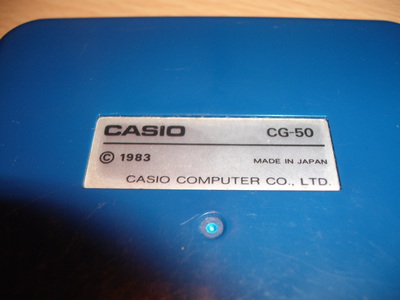 CASIO CG-50
© 1983 MADE IN JAPAN
CASIO COMPUTER CO., LTD.